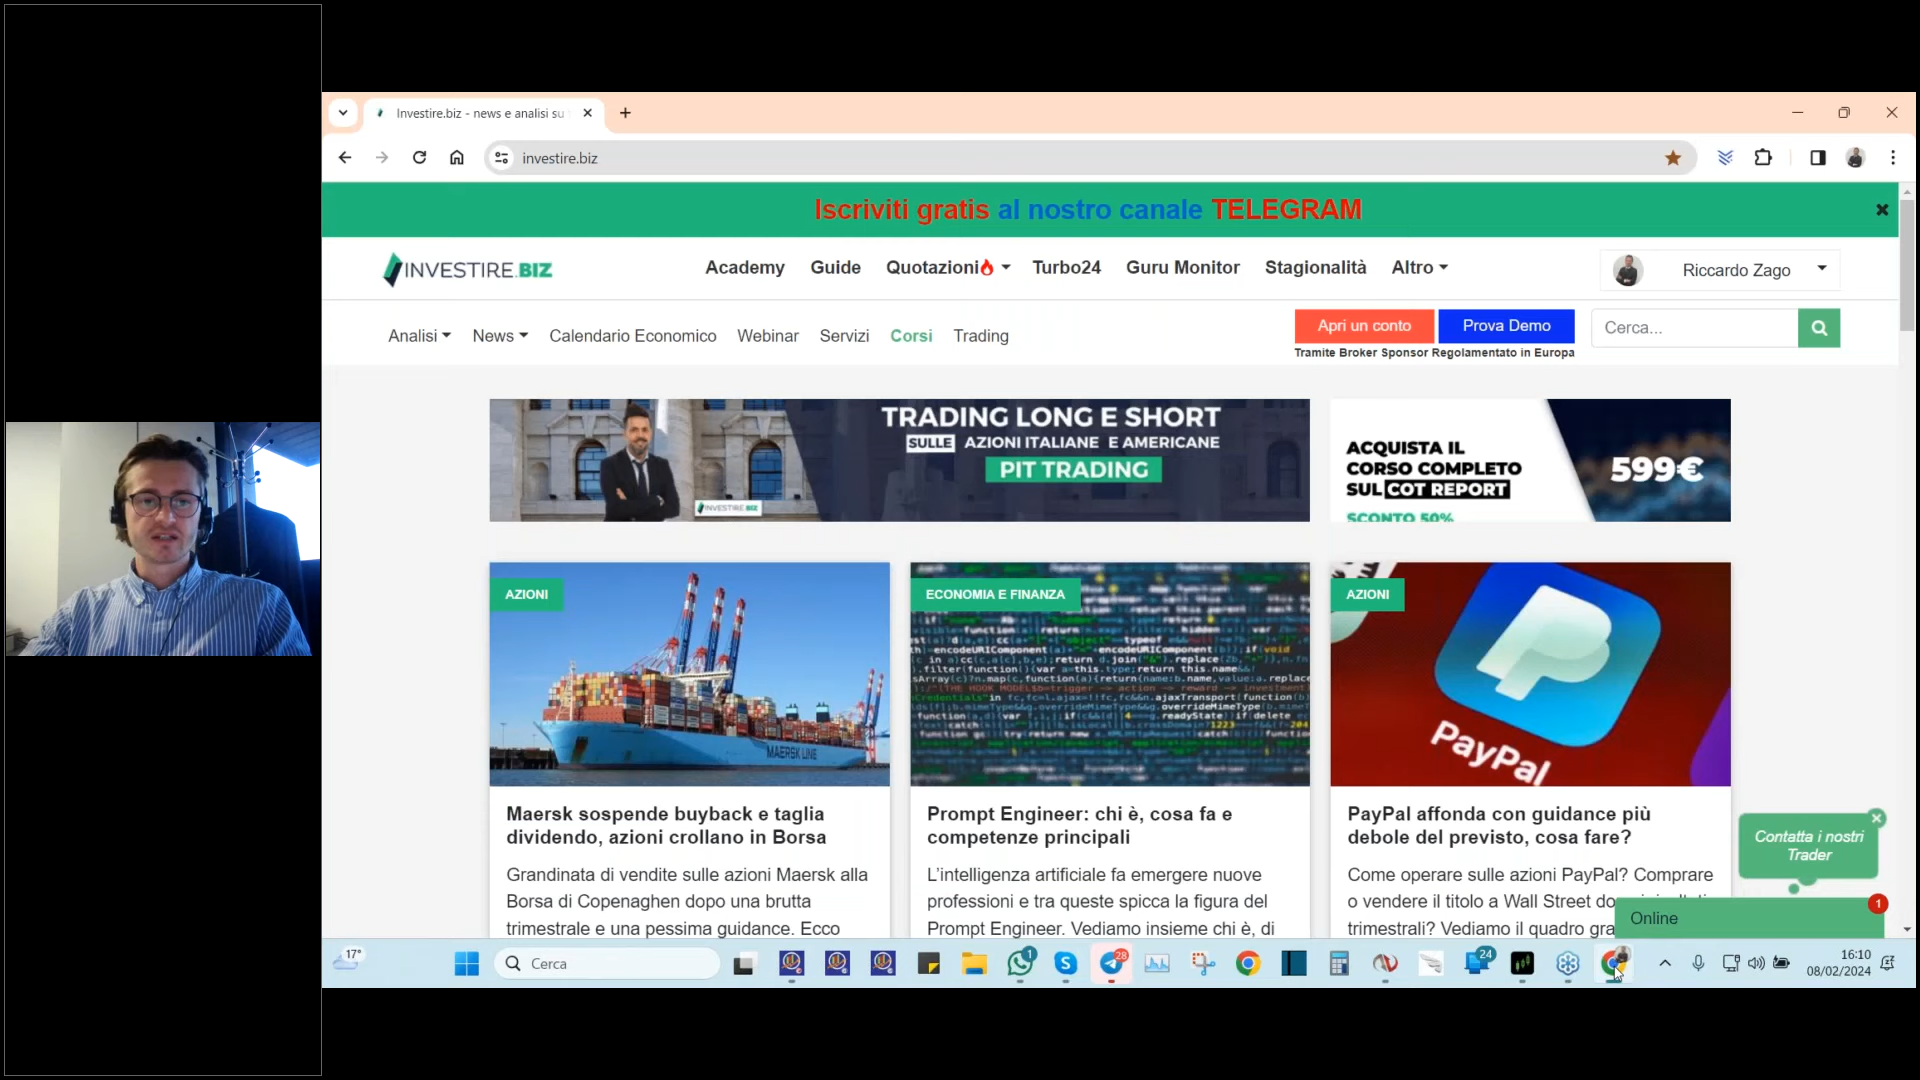 Investire.biz - news e analisi su
investire.biz
Iscriviti gratis al nostro canale TELEGRAM
INVESTIRE.BIZ
Academy Guide Quotazioni Turbo24 Guru Monitor Stagionalità Altro
Riccardo Zago
Analisi News Calendario Economico Webinar Servizi Corsi Trading
Apri un conto Prova Demo
Tramite Broker Sponsor Regolamentato in Europa
Cerca...
TRADING LONG E SHORT
SULLE AZIONI ITALIANE E AMERICANE
PIT TRADING
INVESTIRE.BIZ
ACQUISTA IL
CORSO COMPLETO
SUL COT REPORT
SCONTO 50%
599€
AZIONI
MAERSK LINE
Maersk sospende buyback e taglia
dividendo, azioni crollano in Borsa
Grandinata di vendite sulle azioni Maersk alla
Borsa di Copenaghen dopo una brutta
trimestrale e una pessima guidance. Ecco
ECONOMIA E FINANZA
Prompt Engineer: chi è, cosa fa e
competenze principali
L'intelligenza artificiale fa emergere nuove
professioni e tra queste spicca la figura del
Prompt Engineer. Vediamo insieme chi è, di
AZIONI
PayPal
PayPal affonda con guidance più
debole del previsto, cosa fare?
Come operare sulle azioni PayPal? Comprare
o vendere il titolo a Wall Street
trimestrali? Vediamo il quadro
Contatta i nostri
Trader
Online
1
17°
Cerca
1
28
24
16:10
08/02/2024